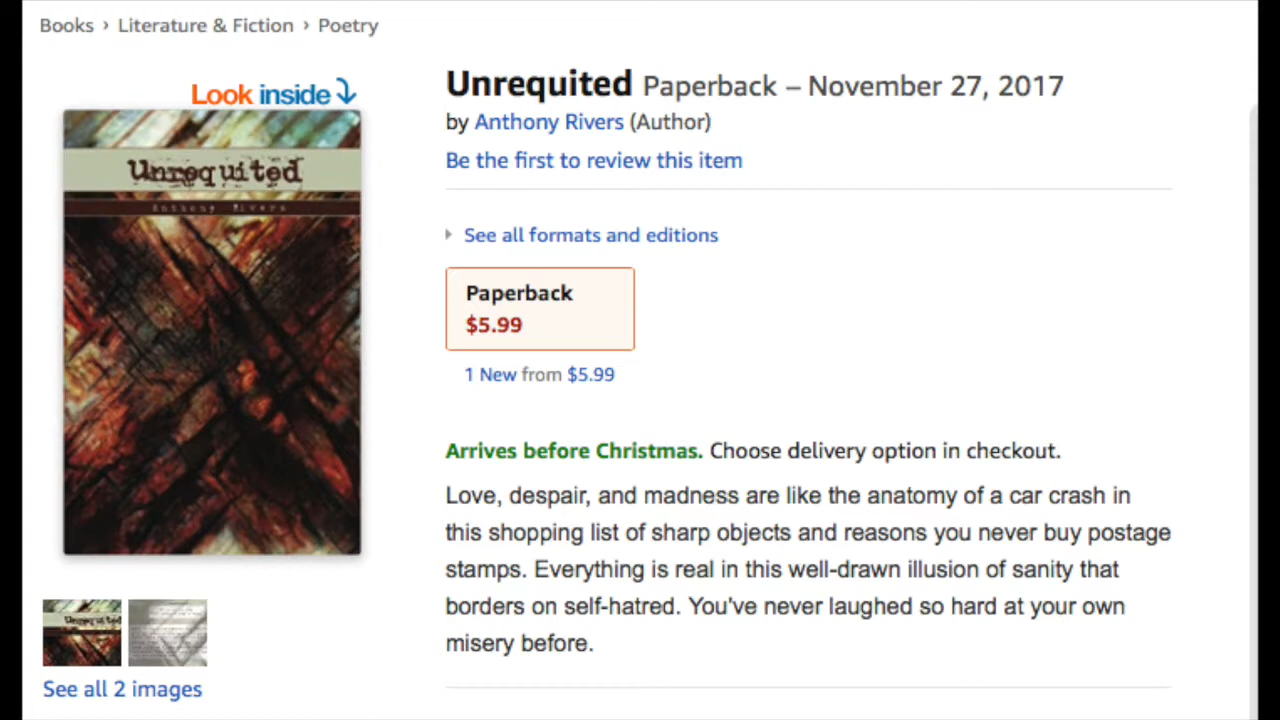 Books › Literature & Fiction › Poetry
Look inside
Unrequited
Anthony Rivers
Unrequited
See all 2 images
Unrequited Paperback – November 27, 2017
by Anthony Rivers (Author)
Be the first to review this item
See all formats and editions
Paperback
$5.99
1 New from $5.99
Arrives before Christmas. Choose delivery option in checkout.
Love, despair, and madness are like the anatomy of a car crash in
this shopping list of sharp objects and reasons you never buy postage
stamps. Everything is real in this well-drawn illusion of sanity that
borders on self-hatred. You've never laughed so hard at your own
misery before.